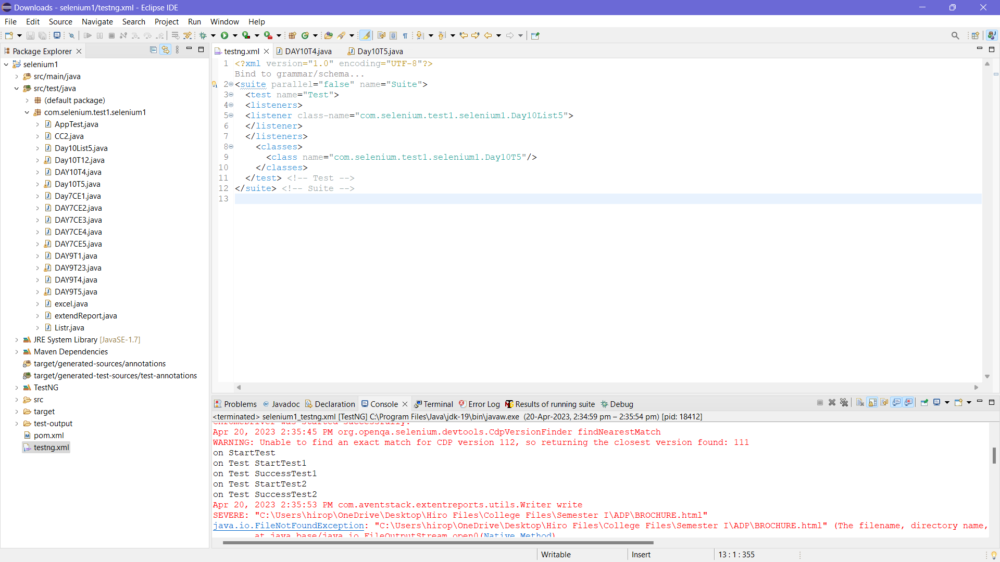 Downloads - selenium1/testng.xml - Eclipse IDE
File Edit Source Navigate Search Project Run Window Help
Package Explorer
selenium1
src/main/java
src/test/java
(default package)
com.selenium.test1.selenium1
AppTest.java
CC2.java
Day10List5.java
Day10T12.java
DAY10T4.java
Day10T5.java
Day7CE1.java
DAY7CE2.java
DAY7CE3.java
DAY7CE4.java
DAY7CE5.java
DAY9T1.java
DAY9T23.java
DAY9T4.java
DAY9T5.java
excel.java
extendReport.java
Listr.java
JRE System Library [JavaSE-1.7]
Maven Dependencies
target/generated-sources/annotations
target/generated-test-sources/test-annotations
TestNG
src
target
test-output
pom.xml
testng.xml
testng.xml DAY10T4.java Day10T5.java
1 <?xml version="1.0" encoding="UTF-8"?>
Bind to grammar/schema...
2 <suite parallel="false" name="Suite">
3 <test name="Test">
4 <listeners>
5 <listener class-name="com.selenium.test1.selenium1.Day10List5">
6 </listener>
7 </listeners>
8 <classes>
9 <class name="com.selenium.test1.selenium1.Day10T5"/>
10 </classes>
11 </test> <!-- Test -->
12 </suite> <!-- Suite -->
13
Problems Javadoc Declaration Console Terminal Error Log Results of running suite Debug
<terminated> selenium1_testng.xml [TestNG] C:\Program Files\Java\jdk-19\bin\javaw.exe (20-Apr-2023, 2:34:59 pm – 2:35:54 pm) [pid: 18412]
ChromeDriver was started successfully.
Apr 20, 2023 2:35:45 PM org.openqa.selenium.devtools.CdpVersionFinder findNearestMatch
WARNING: Unable to find an exact match for CDP version 112, so returning the closest version found: 111
on StartTest
on Test StartTest1
on Test SuccessTest1
on Test StartTest2
on Test SuccessTest2
Apr 20, 2023 2:35:53 PM com.aventstack.extentreports.utils.Writer write
SEVERE: "C:\Users\hirop\OneDrive\Desktop\Hiro Files\College Files\Semester I\ADP\BROCHURE.html"
java.io.FileNotFoundException: "C:\Users\hirop\OneDrive\Desktop\Hiro Files\College Files\Semester I\ADP\BROCHURE.html" (The filename, directory name,
at java.base/java.io.FileOutputStream.open0(Native Method)
Writable Insert 13 : 1 : 355